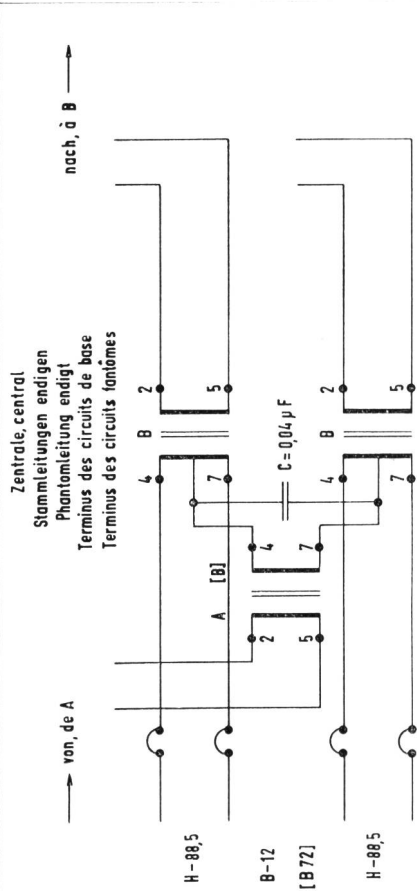 Zentrale, central
Stammleitungen endigen
Phantomleitung endigt
Terminus des circuits de base
Terminus des circuits fantômes
von, de A
nach, à B
H-88,5
4
B
2
7
5
B-12
[B72]
2
A
[B]
4
5
7
C = 0,04 µF
H-88,5
4
B
2
7
5